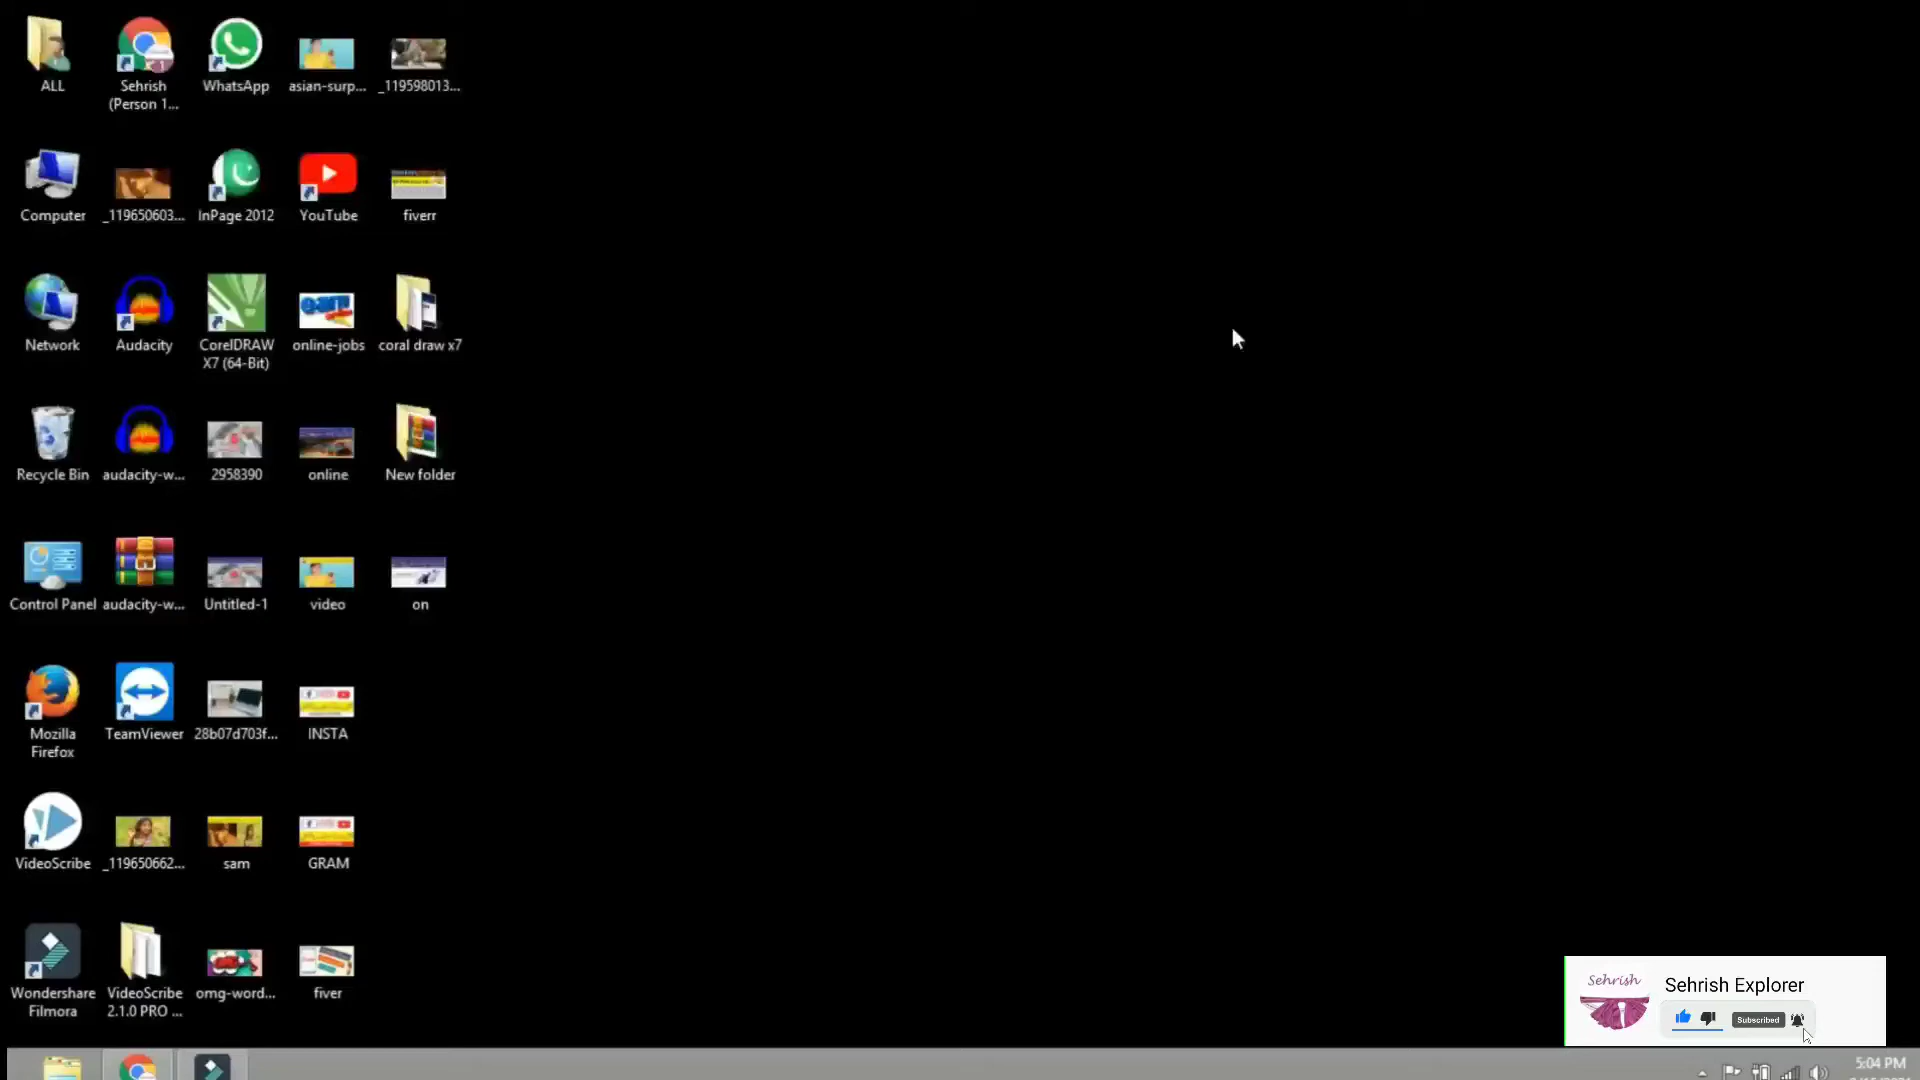 ALL
Sehrish
(Person 1...
WhatsApp
asian-surp...
_119598013...
Computer
_119650603...
InPage 2012
YouTube
fiverr
Network
Audacity
CorelDRAW
X7 (64-Bit)
online-jobs
coral draw x7
Recycle Bin
audacity-w...
2958390
online
New folder
Control Panel
audacity-w...
Untitled-1
video
on
Mozilla
Firefox
TeamViewer
28b07d703f...
INSTA
VideoScribe
_119650662...
sam
GRAM
Wondershare
Filmora
VideoScribe
2.1.0 PRO ...
omg-word...
fiver
Sehrish
Sehrish Explorer
Subscribed
5:04 PM